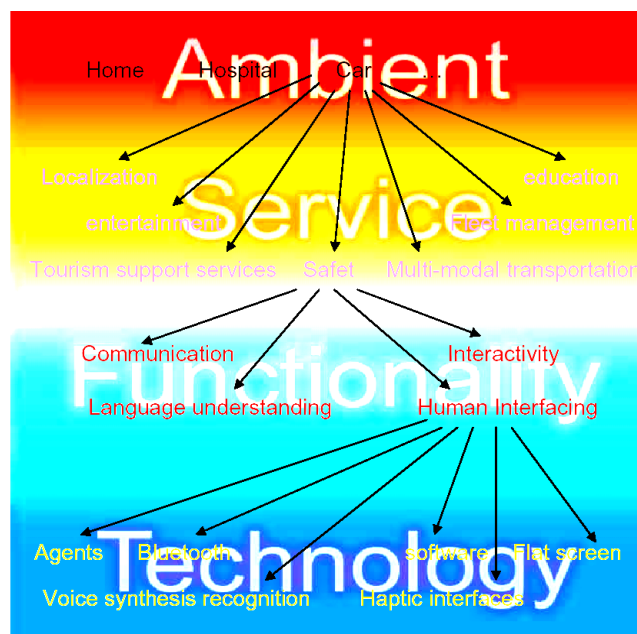 Ambient
Home Hospital Car ...
Localization education
Service
entertainment Fleet management
Tourism support services Safet Multi-modal transportation
Communication Interactivity
Functionality
Language understanding Human Interfacing
Technology
Agents Bluetooth software Flat screen
Voice synthesis recognition Haptic interfaces